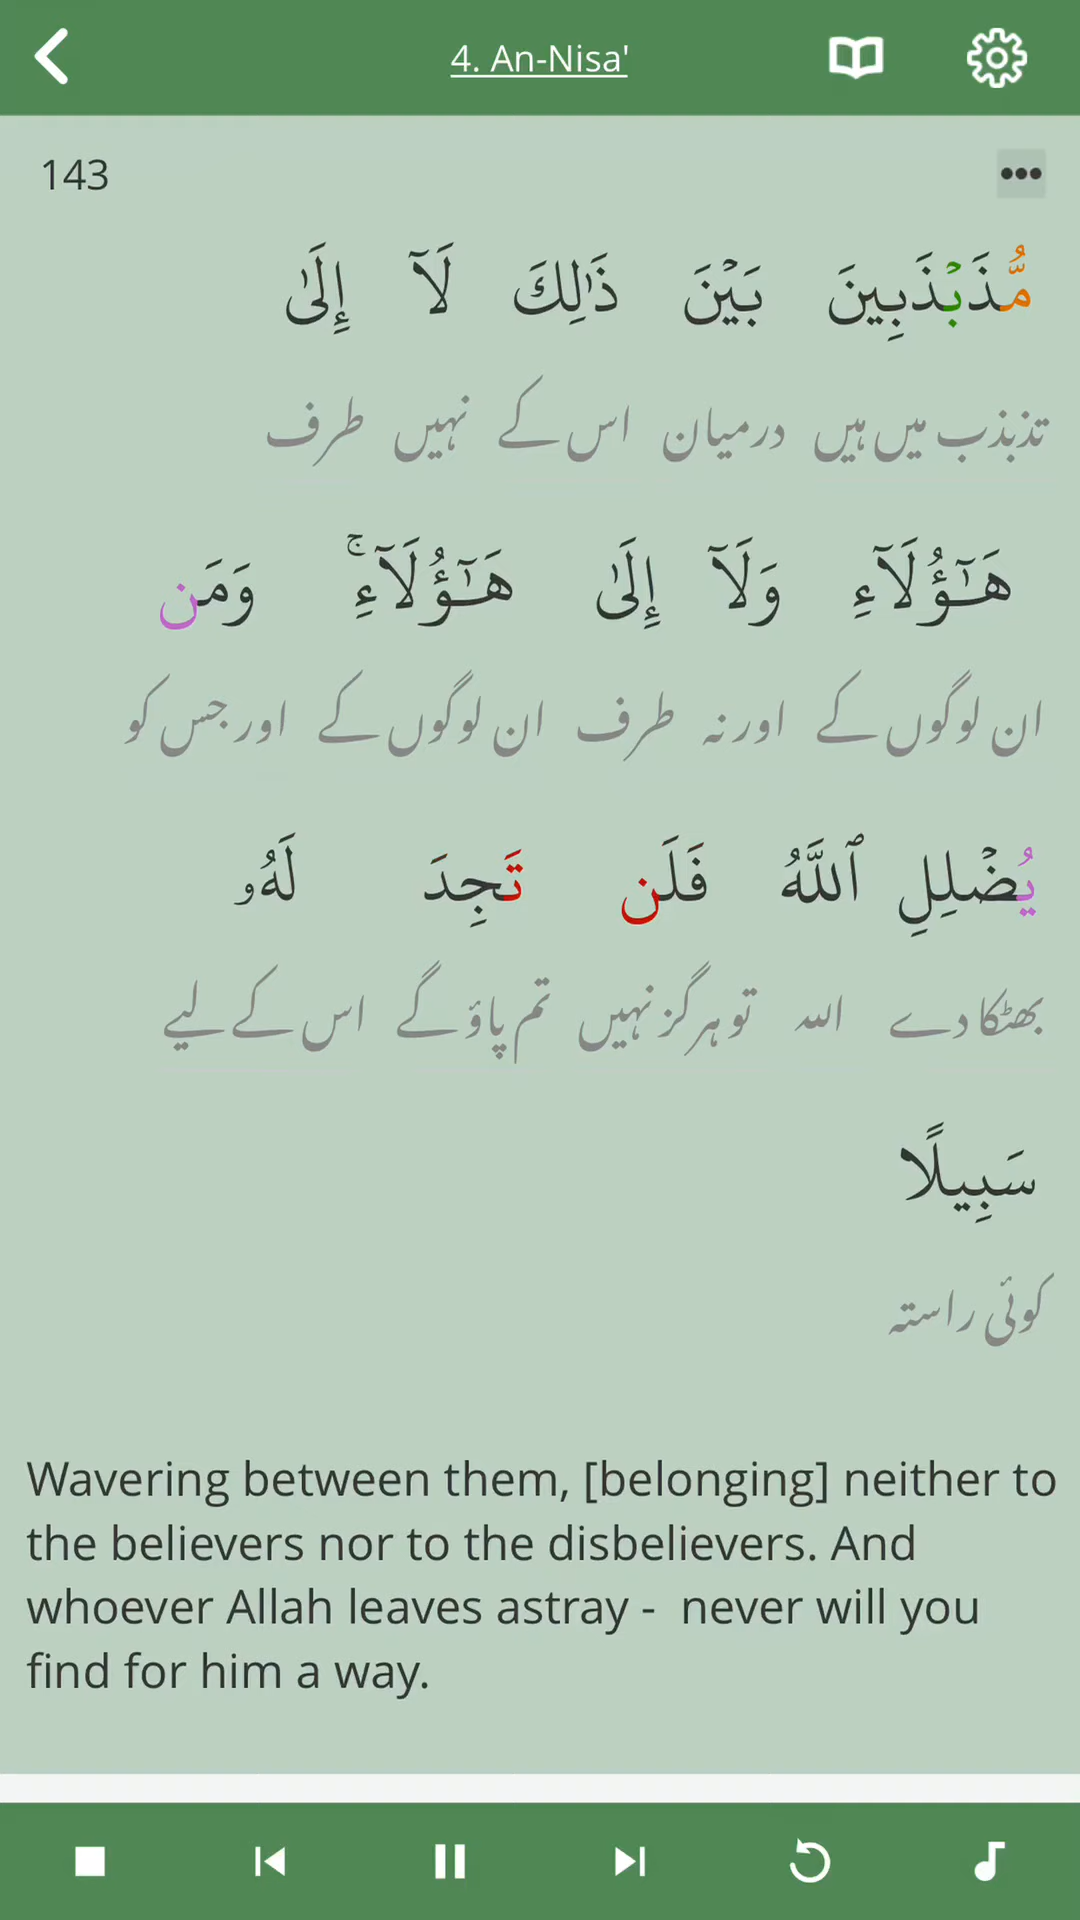 4. An-Nisa'
143
مُّذَبۡذَبِينَ بَيۡنَ ذَٰلِكَ لَآ إِلَىٰ
تذبذب میں ہیں درمیان اس کے نہیں طرف
هَـٰٓؤُلَآءِ وَلَآ إِلَىٰ هَـٰٓؤُلَآءِۚ وَمَن
ان لوگوں کے اور نہ طرف ان لوگوں کے اور جس کو
يُضۡلِلِ ٱللَّهُ فَلَن تَجِدَ لَهُۥ
بھٹکا دے اللہ تو ہرگز نہیں تم پاؤ گے اس کے لیے
سَبِيلًا
کوئی راستہ
Wavering between them, [belonging] neither to
the believers nor to the disbelievers. And
whoever Allah leaves astray - never will you
find for him a way.